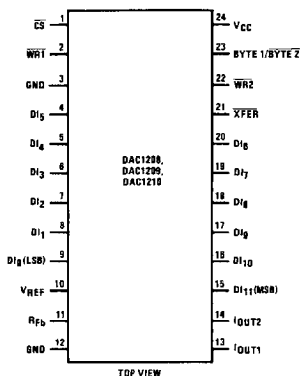 CS 1 24 VCC
WR1 2 23 BYTE 1/BYTE 2
GND 3 22 WR2
DI5 4 21 XFER
DI4 5 20 DI6
DI3 6 19 DI7
DI2 7 18 DI8
DI1 8 17 DI9
DI0(LSB) 9 16 DI10
VREF 10 15 DI11(MSB)
RFb 11 14 IOUT2
GND 12 13 IOUT1
DAC1208,
DAC1209,
DAC1210
TOP VIEW